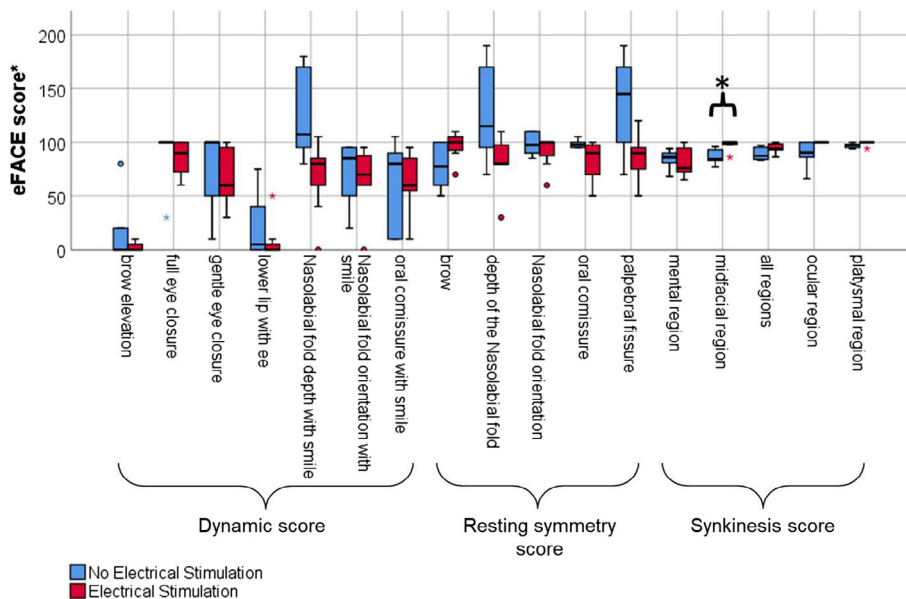 eFACE score*
200
150
100
50
0
*
brow elevation
full eye closure
gentle eye closure
lower lip with ee
Nasolabial fold depth with smile
Nasolabial fold orientation with
smile
oral comissure with smile
brow
depth of the Nasolabial fold
Nasolabial fold orientation
oral comissure
palpebral fissure
mental region
midfacial region
all regions
ocular region
platysmal region
Dynamic score
Resting symmetry
score
Synkinesis score
No Electrical Stimulation
Electrical Stimulation